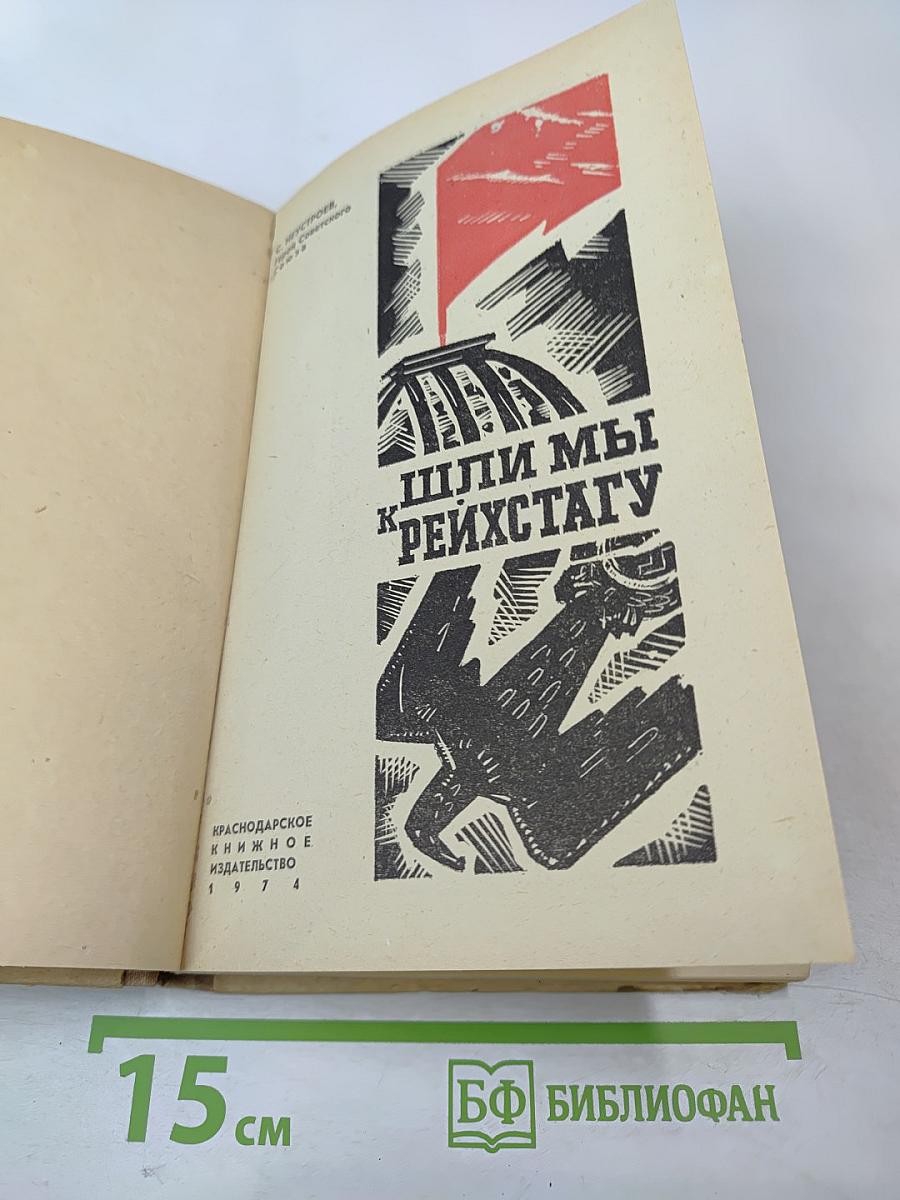 С. НЕУСТРОЕВ,
Герой Советского
Союза
ШЛИ МЫ
К РЕЙХСТАГУ
КРАСНОДАРСКОЕ
КНИЖНОЕ
ИЗДАТЕЛЬСТВО
1974
15 см
БФ БИБЛИОФАН